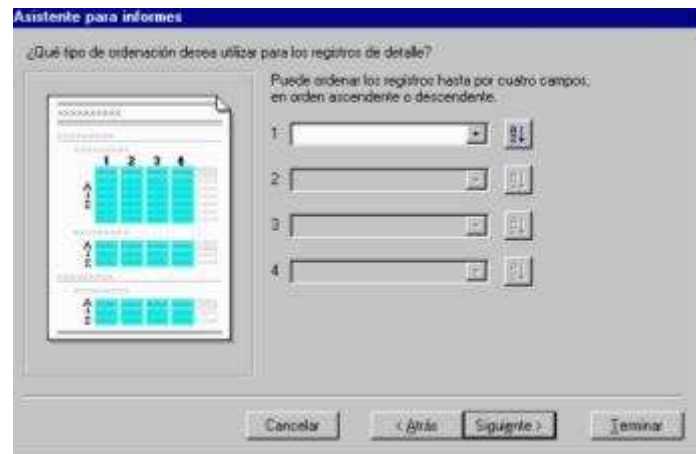 Asistente para informes
¿Qué tipo de ordenación desea utilizar para los registros de detalle?
Puede ordenar los registros hasta por cuatro campos,
en orden ascendente o descendente.
1
2
3
4
1 2 3 4
Cancelar
< Atrás
Siguiente >
Terminar